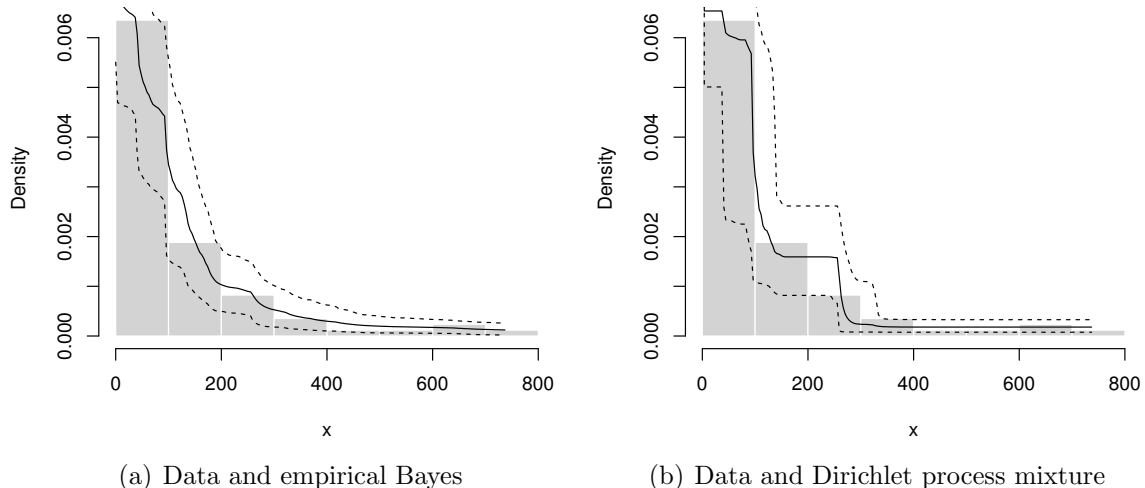 0.006
0.004
0.002
0.000
Density
0 200 400 600 800
x
(a) Data and empirical Bayes
0.006
0.004
0.002
0.000
Density
0 200 400 600 800
x
(b) Data and Dirichlet process mixture